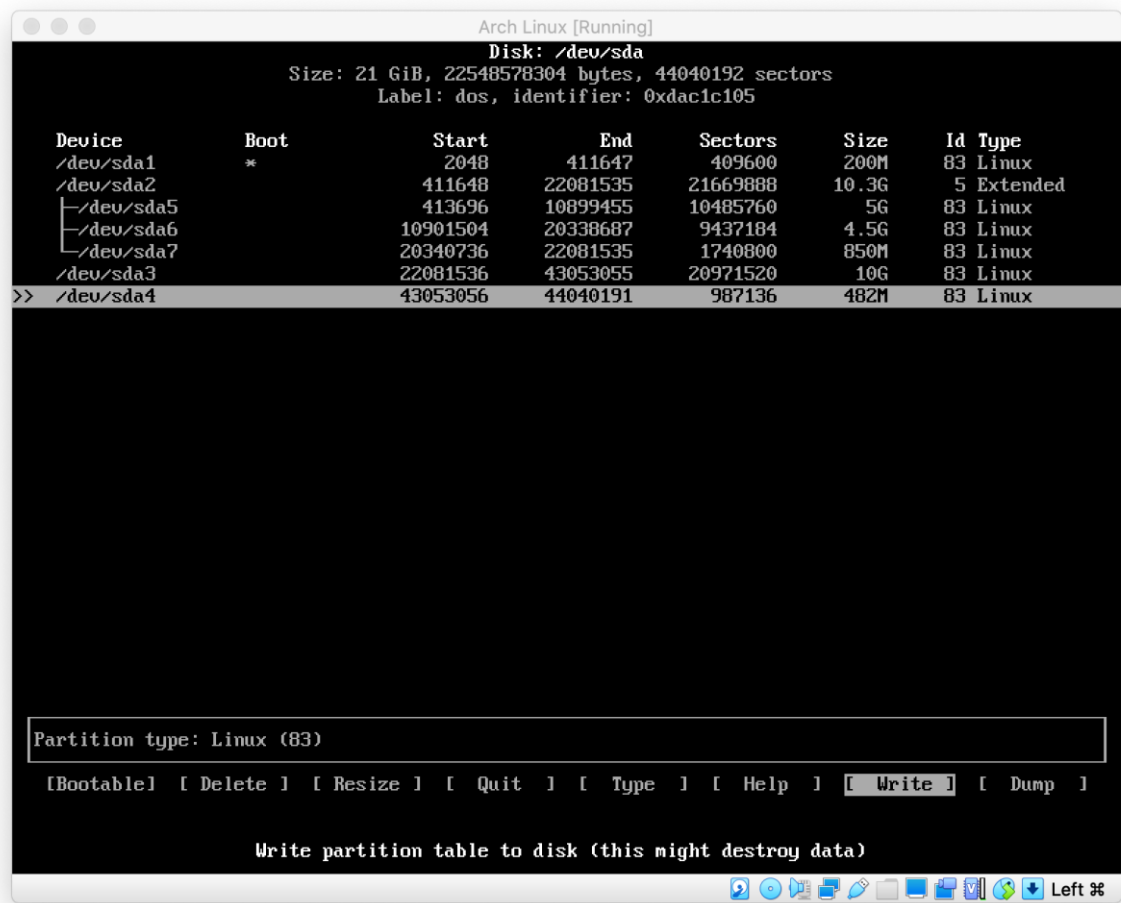 Arch Linux [Running]
Disk: /dev/sda
Size: 21 GiB, 22548578304 bytes, 44040192 sectors
Label: dos, identifier: 0xdac1c105
Device Boot Start End Sectors Size Id Type
/dev/sda1 * 2048 411647 409600 200M 83 Linux
/dev/sda2 411648 22081535 21669888 10.3G 5 Extended
├─/dev/sda5 413696 10899455 10485760 5G 83 Linux
├─/dev/sda6 10901504 20338687 9437184 4.5G 83 Linux
└─/dev/sda7 20340736 22081535 1740800 850M 83 Linux
/dev/sda3 22081536 43053055 20971520 10G 83 Linux
>> /dev/sda4 43053056 44040191 987136 482M 83 Linux
Partition type: Linux (83)
[Bootable] [ Delete ] [ Resize ] [ Quit ] [ Type ] [ Help ] [ Write ] [ Dump ]
Write partition table to disk (this might destroy data)
Left ⌘